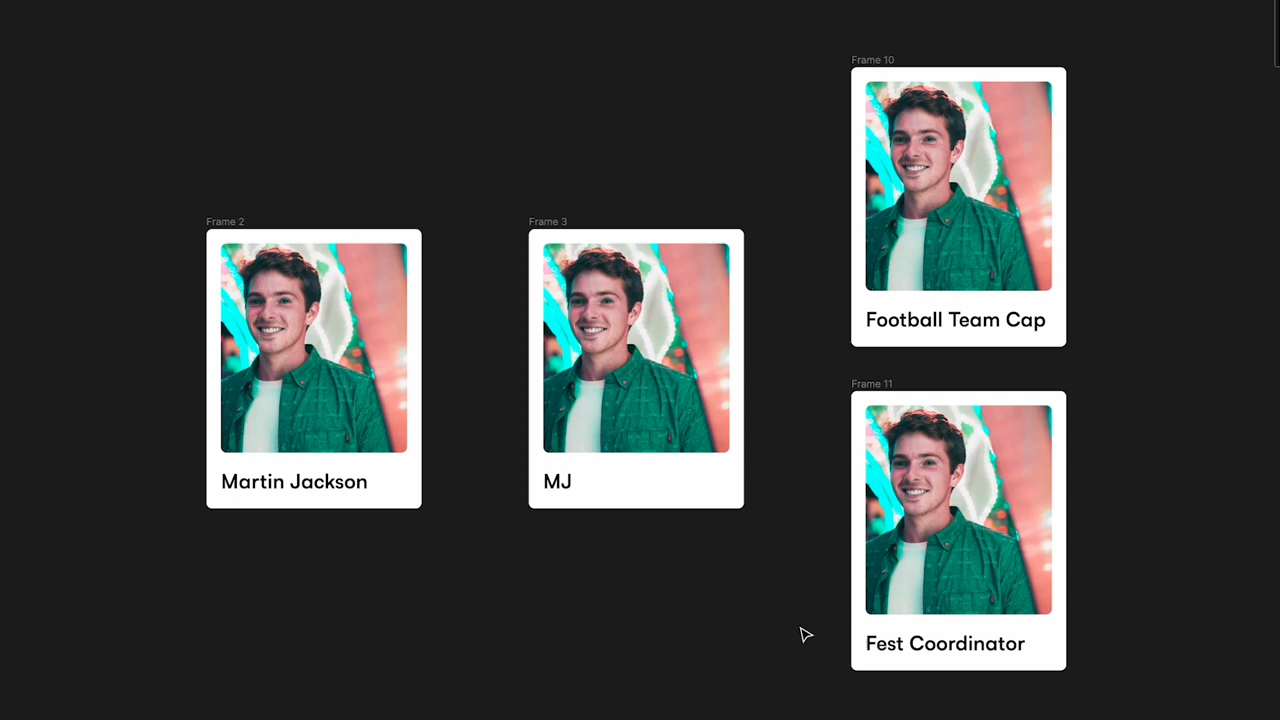 Frame 10
Football Team Cap
Frame 2
Martin Jackson
Frame 3
MJ
Frame 11
Fest Coordinator